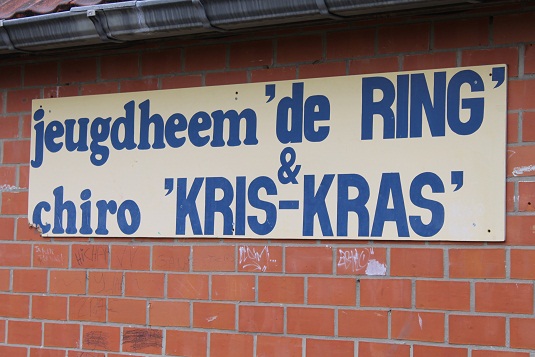 jeugdheem 'de RING'
&
chiro 'KRIS-KRAS'